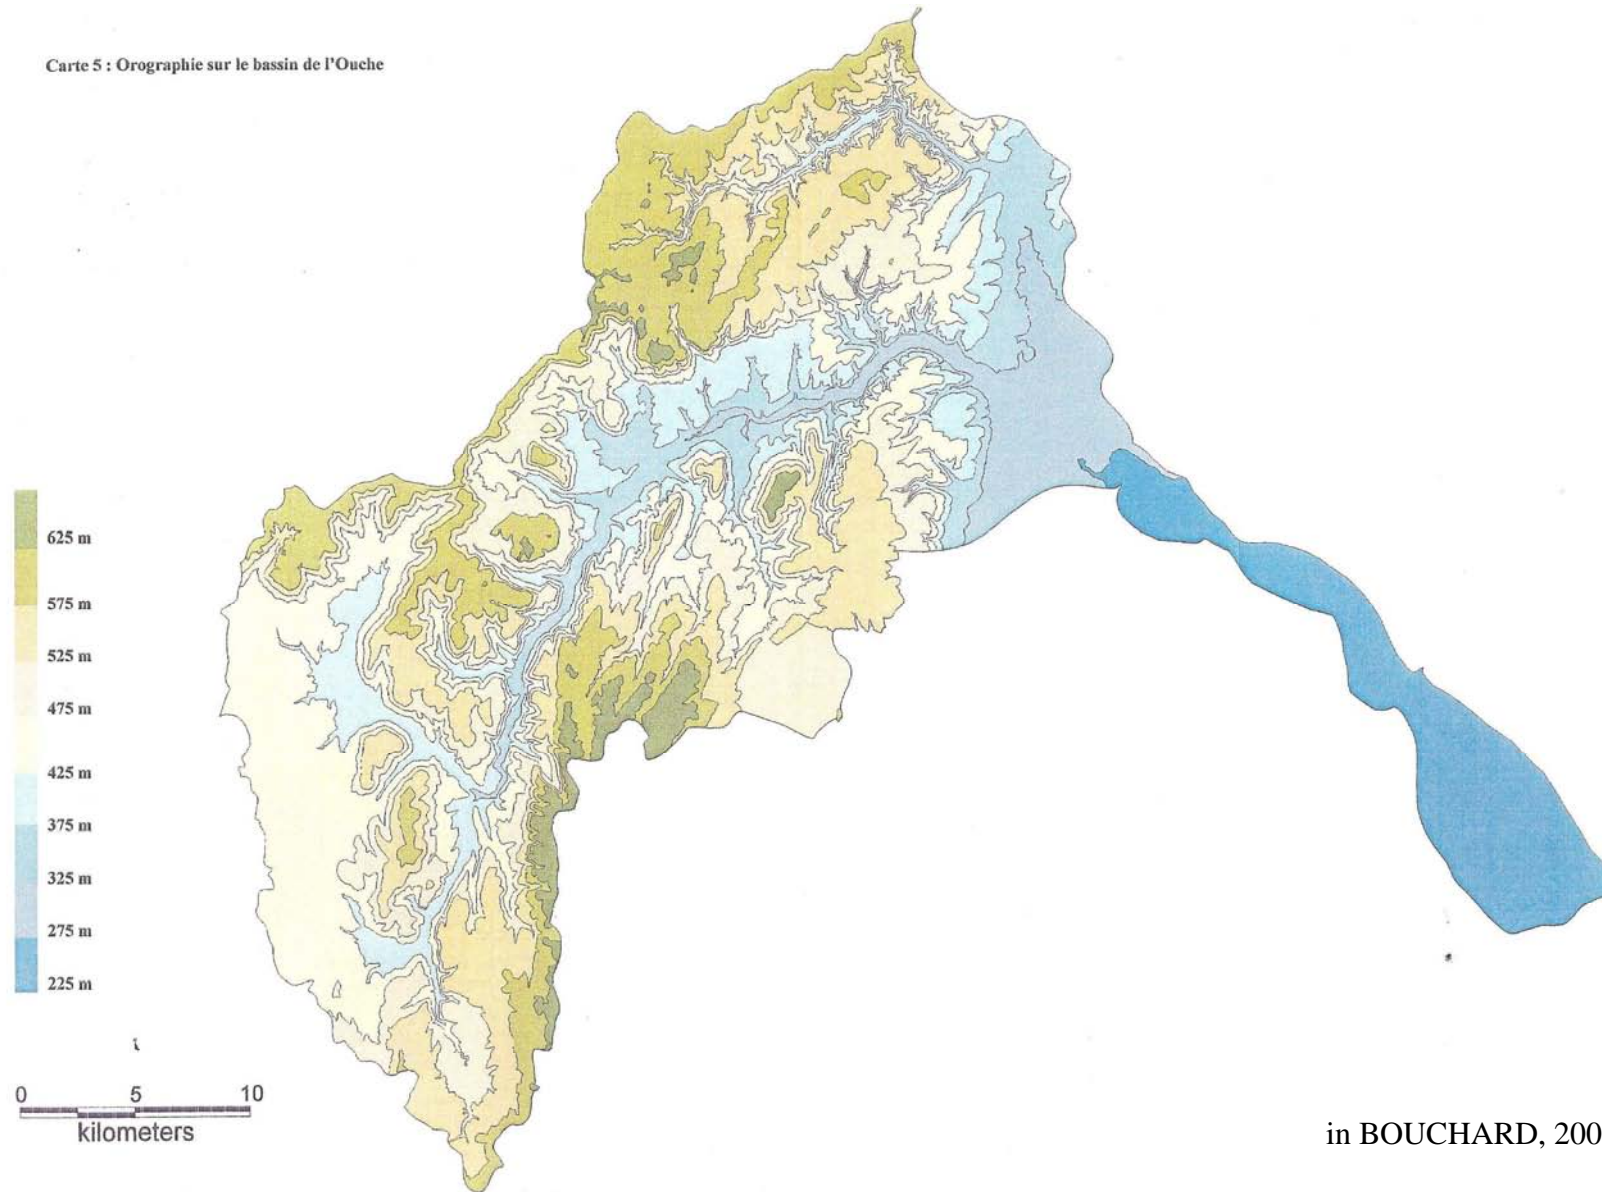 Carte 5 : Orographie sur le bassin de l'Ouche
625 m
575 m
525 m
475 m
425 m
375 m
325 m
275 m
225 m
0 5 10
kilometers
in BOUCHARD, 200